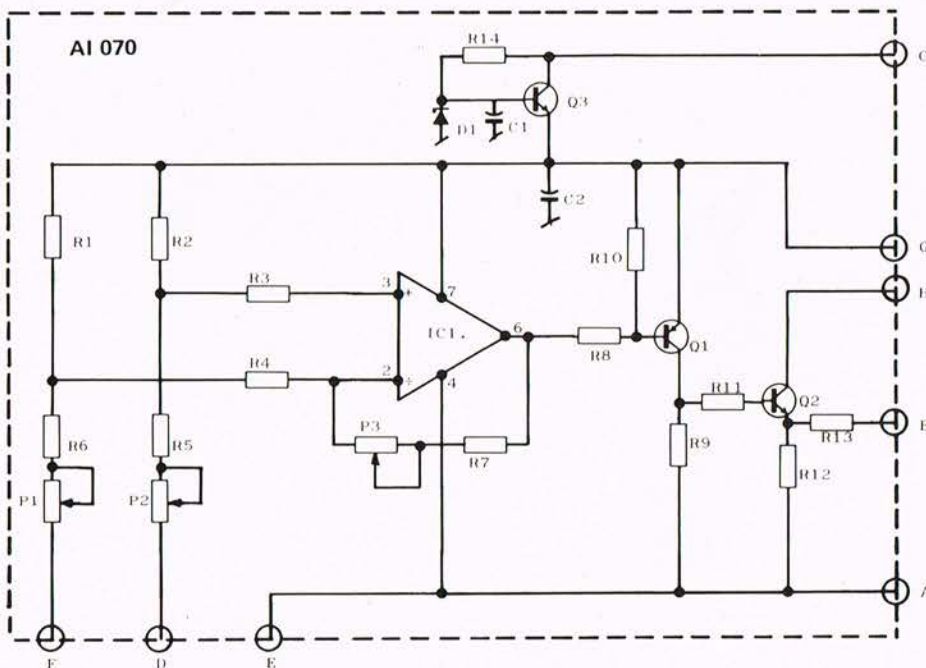 AI 070
R14
Q3
D1
C1
C2
R1
R2
R10
R3
3
+
7
IC1.
6
R8
Q1
R4
2
÷
4
R11
Q2
R6
R5
P3
R7
R9
R13
R12
P1
P2
A
F
D
E